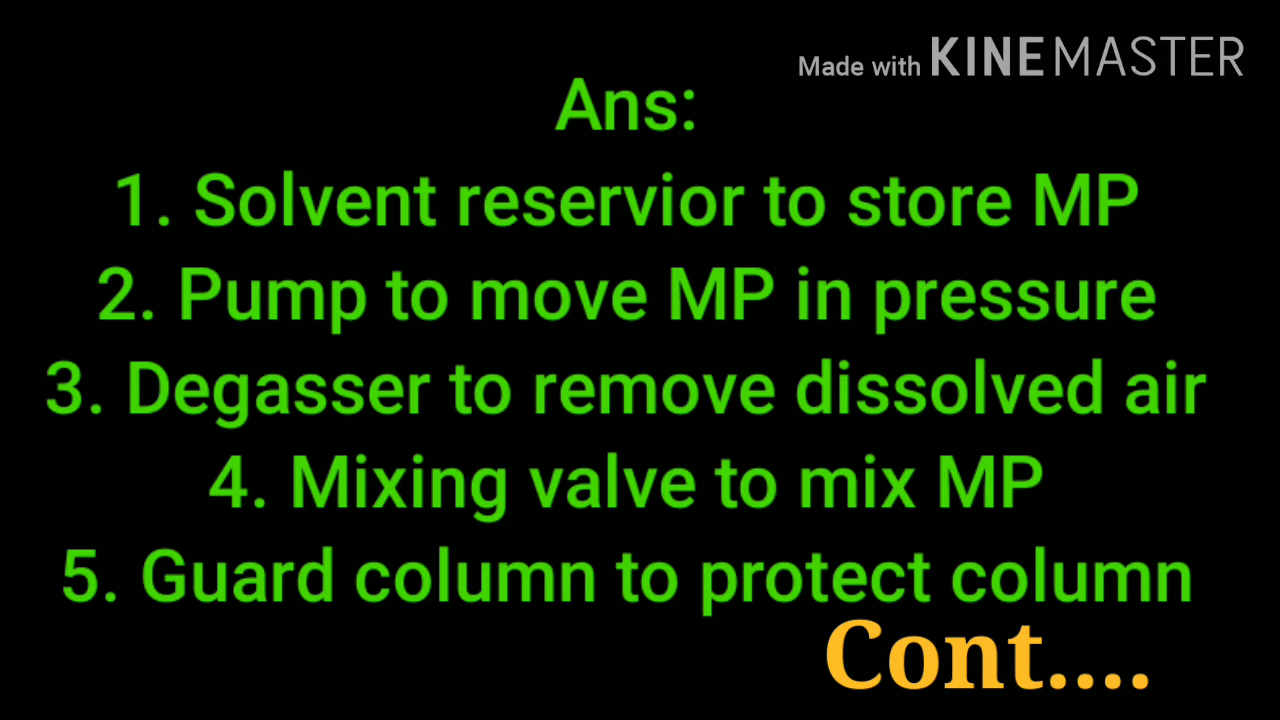 Made with KINEMASTER
Ans:
1. Solvent reservior to store MP
2. Pump to move MP in pressure
3. Degasser to remove dissolved air
4. Mixing valve to mix MP
5. Guard column to protect column
Cont....